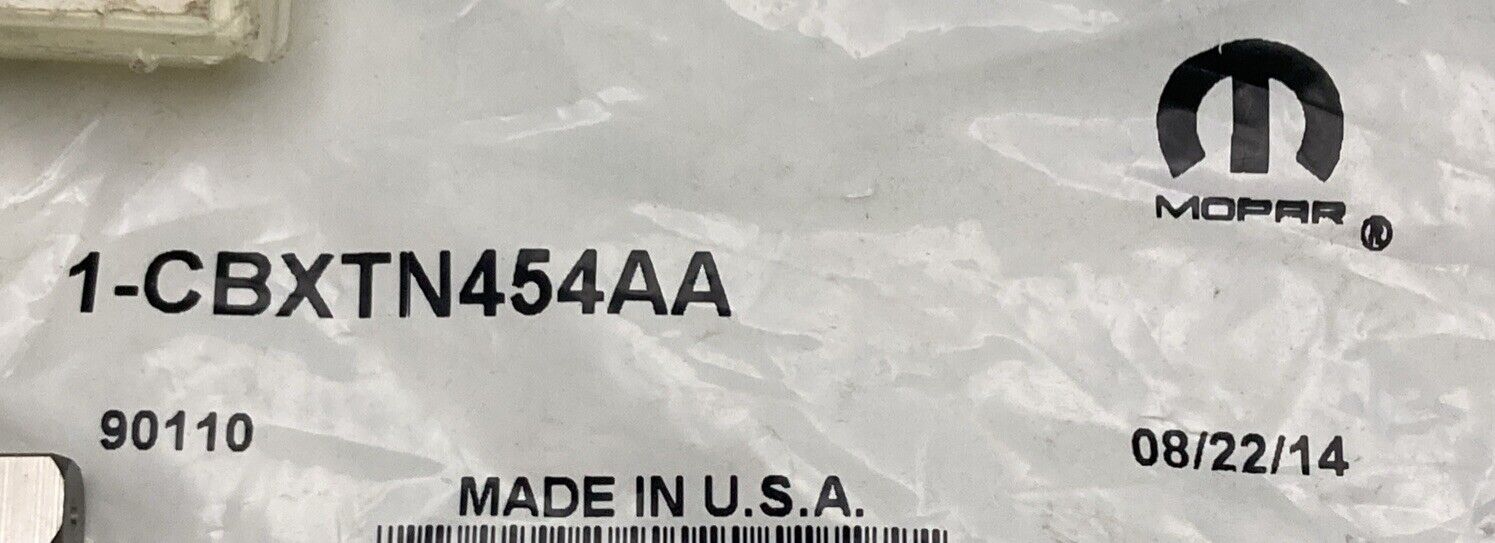 MOPAR ®
1-CBXTN454AA
90110
08/22/14
MADE IN U.S.A.